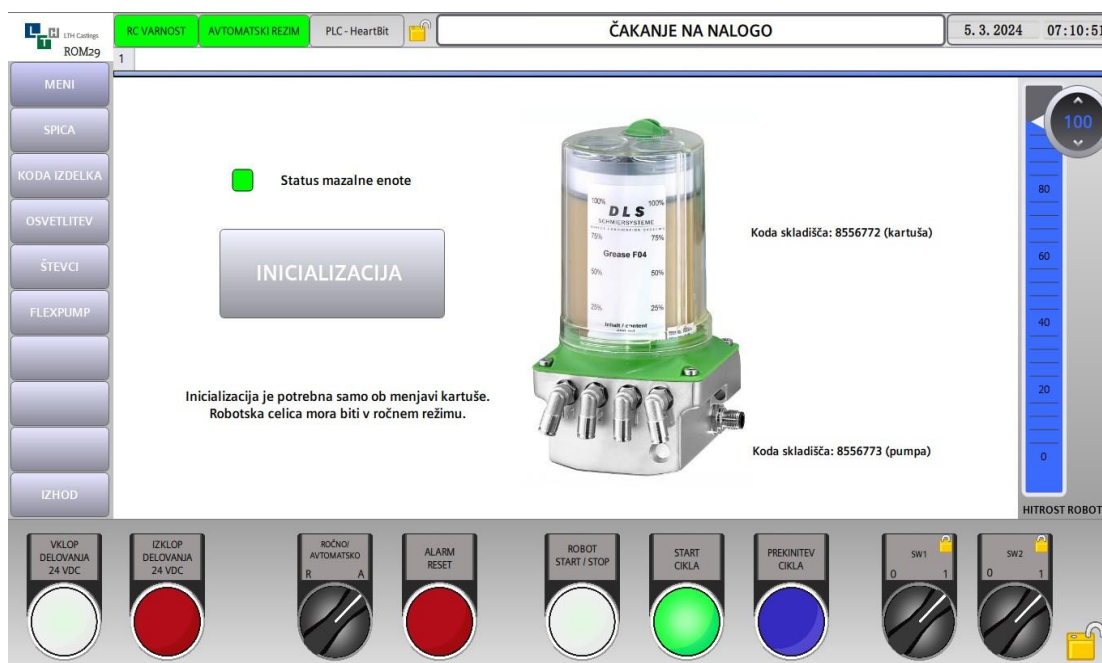 LTH Castings
ROM29
RC VARNOST
AVTOMATSKI REZIM
PLC - HeartBit
ČAKANJE NA NALOGO
5. 3. 2024
07:10:51
1
MENI
SPICA
KODA IZDELKA
OSVETLITEV
ŠTEVCI
FLEXPUMP
IZHOD
Status mazalne enote
INICIALIZACIJA
Inicializacija je potrebna samo ob menjavi kartuše.
Robotska celica mora biti v ročnem režimu.
100% 100%
DLS
SCHMIERSYSTEME
75% 75%
Grease F04
50% 50%
25% 25%
Inhalt / content
Koda skladišča: 8556772 (kartuša)
Koda skladišča: 8556773 (pumpa)
100
80
60
40
20
0
HITROST ROBOT
VKLOP
DELOVANJA
24 VDC
IZKLOP
DELOVANJA
24 VDC
ROČNO/
AVTOMATSKO
R A
ALARM
RESET
ROBOT
START / STOP
START
CIKLA
PREKINITEV
CIKLA
SW1
0 1
SW2
0 1